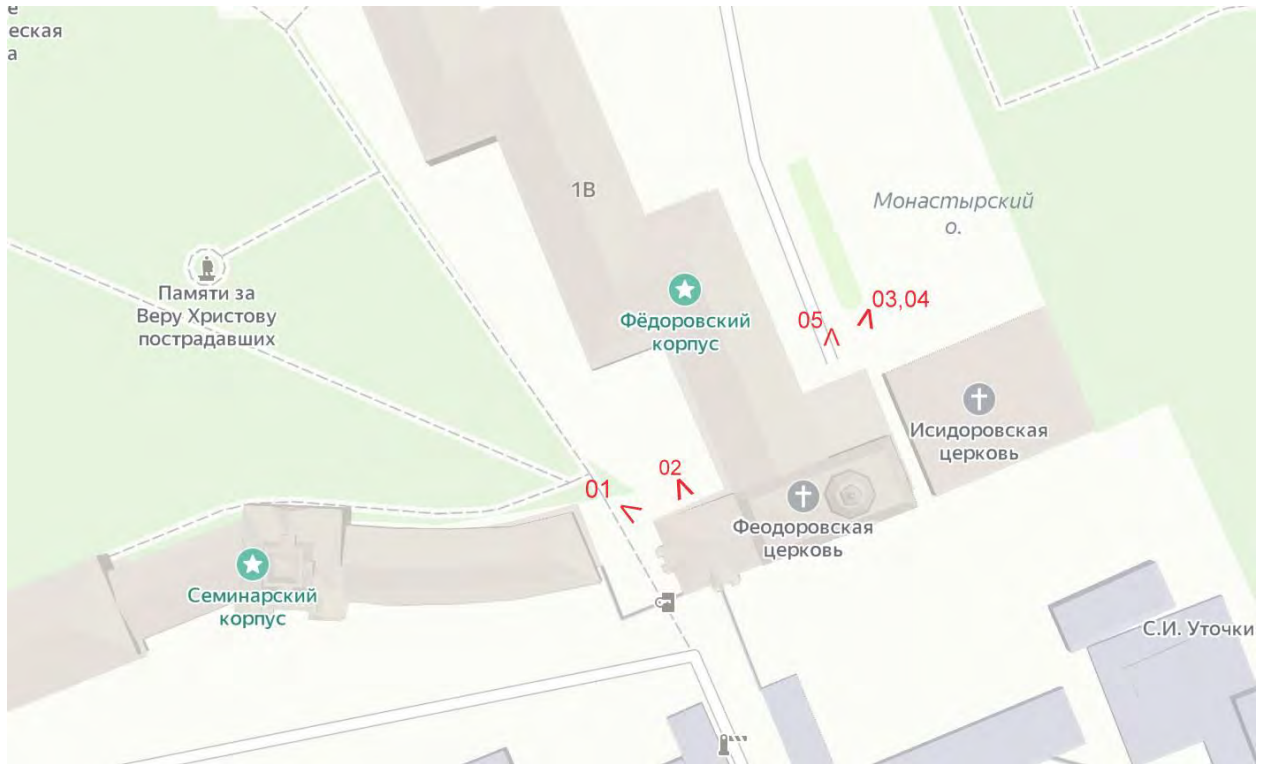 е
еская
а
1В
Монастырский
о.
Памяти за
Веру Христову
пострадавших
Фёдоровский
корпус
03,04
05
Исидоровская
церковь
02
01
Феодоровская
церковь
Семинарский
корпус
С.И. Уточки